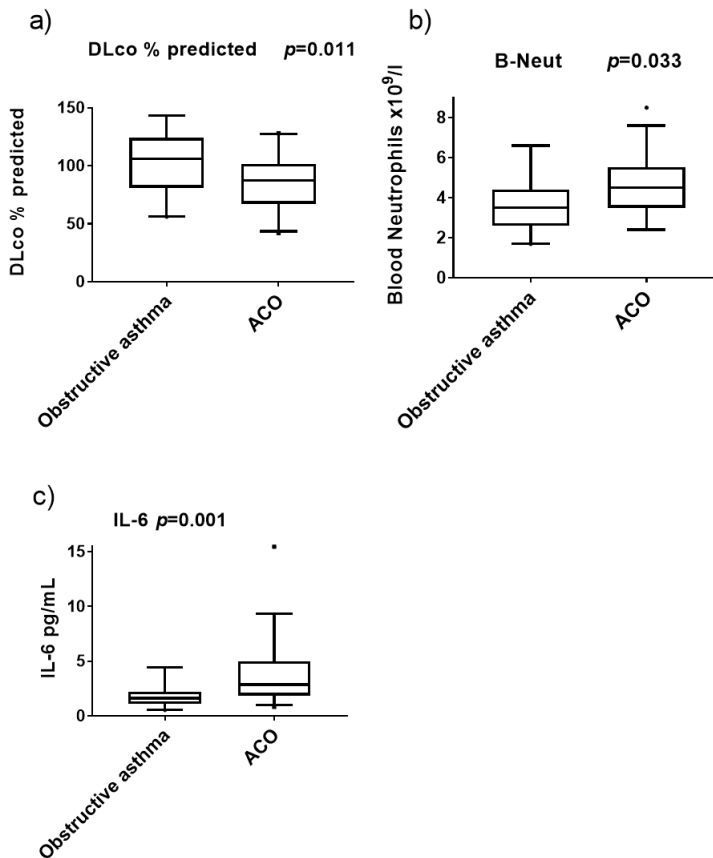 a)
DLco % predicted p=0.011
DLco % predicted
150
100
50
0
Obstructive asthma
ACO
b)
B-Neut p=0.033
Blood Neutrophils x10⁹/l
8
6
4
2
0
Obstructive asthma
ACO
c)
IL-6 p=0.001
IL-6 pg/mL
15
10
5
0
Obstructive asthma
ACO